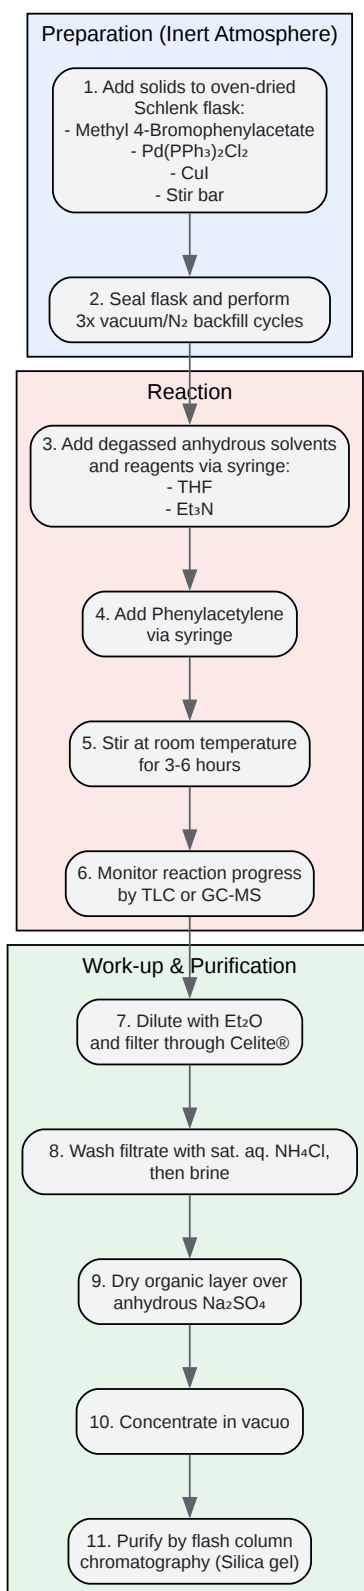 Preparation (Inert Atmosphere)
1. Add solids to oven-dried
Schlenk flask:
- Methyl 4-Bromophenylacetate
- Pd(PPh₃)₂Cl₂
- CuI
- Stir bar
2. Seal flask and perform
3x vacuum/N₂ backfill cycles
Reaction
3. Add degassed anhydrous solvents
and reagents via syringe:
- THF
- Et₃N
4. Add Phenylacetylene
via syringe
5. Stir at room temperature
for 3-6 hours
6. Monitor reaction progress
by TLC or GC-MS
Work-up & Purification
7. Dilute with Et₂O
and filter through Celite®
8. Wash filtrate with sat. aq. NH₄Cl,
then brine
9. Dry organic layer over
anhydrous Na₂SO₄
10. Concentrate in vacuo
11. Purify by flash column
chromatography (Silica gel)